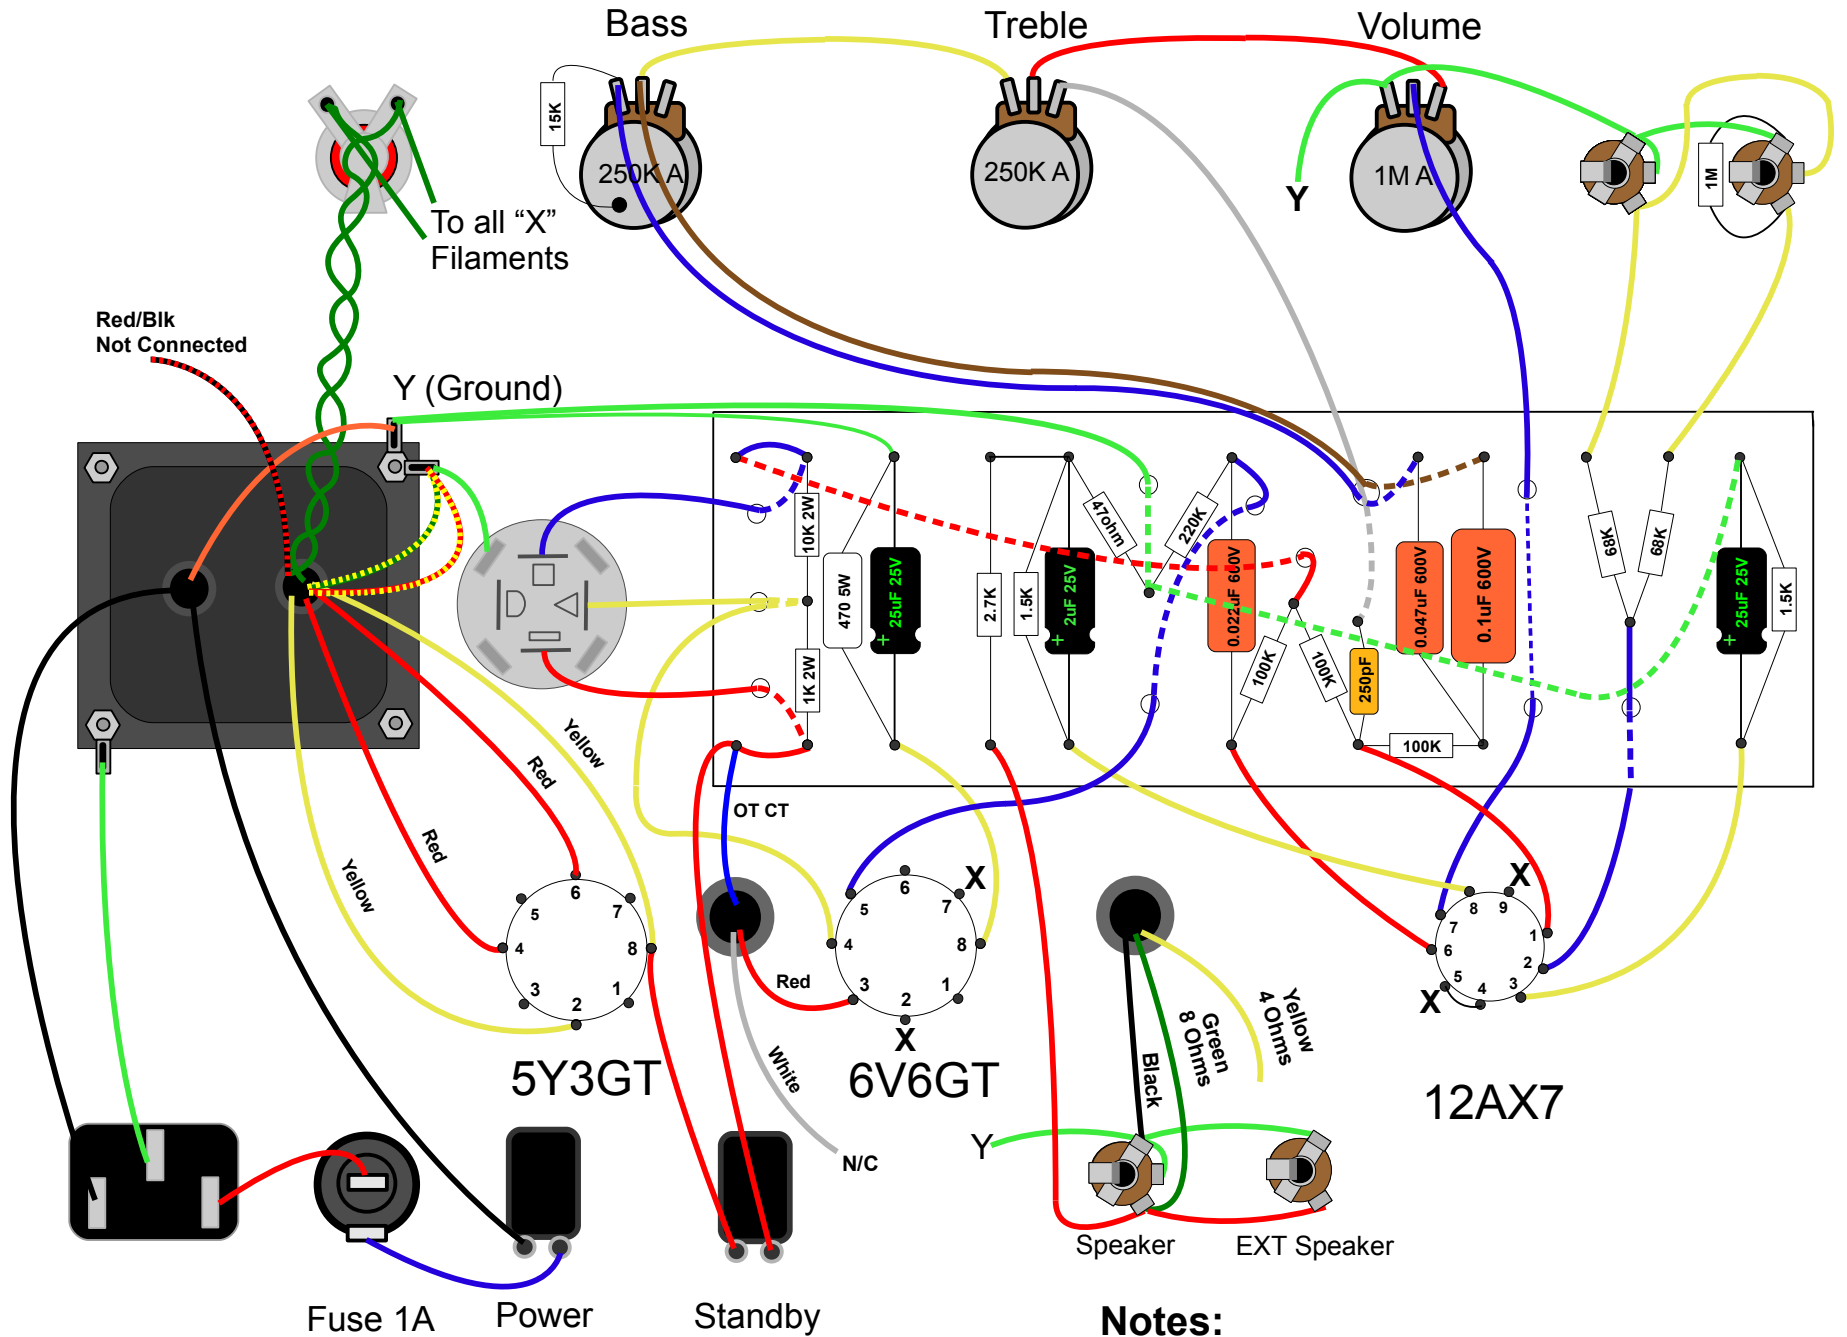 Bass
Treble
Volume
15K
250K A
250K A
1M A
1M
Y
To all “X”
Filaments
Red/Blk
Not Connected
Y (Ground)
10K 2W
470 5W
25uF 25V
+
1K 2W
2.7K
1.5K
2uF 25V
+
47ohm
220K
0.022uF 600V
100K
100K
250pF
0.047uF 600V
0.1uF 600V
100K
68K
68K
25uF 25V
+
1.5K
Yellow
Red
Red
Yellow
OT CT
Red
White
N/C
6
5
7
4
8
3
1
2
5Y3GT
6
X
5
7
4
8
3
1
2
X
6V6GT
Black
Green
8 Ohms
Yellow
4 Ohms
X
8
9
7
1
6
2
5
4
3
X
12AX7
Y
Speaker
EXT Speaker
Fuse 1A
Power
Standby
Notes: